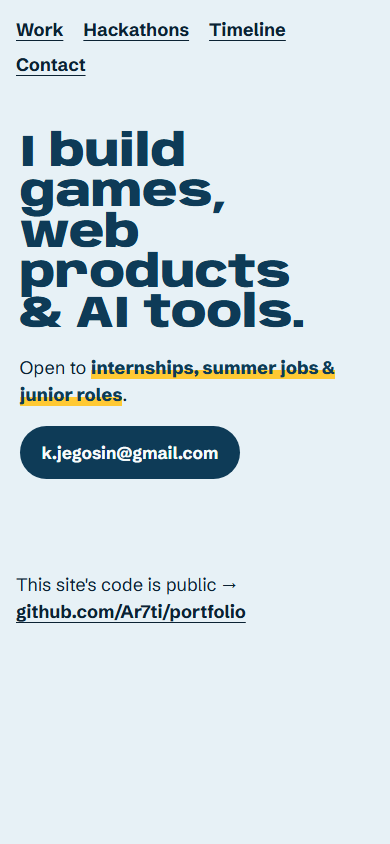 Work Hackathons Timeline
Contact
I build
games,
web
products
& AI tools.
Open to internships, summer jobs &
junior roles.
k.jegosin@gmail.com
This site's code is public →
github.com/Ar7ti/portfolio